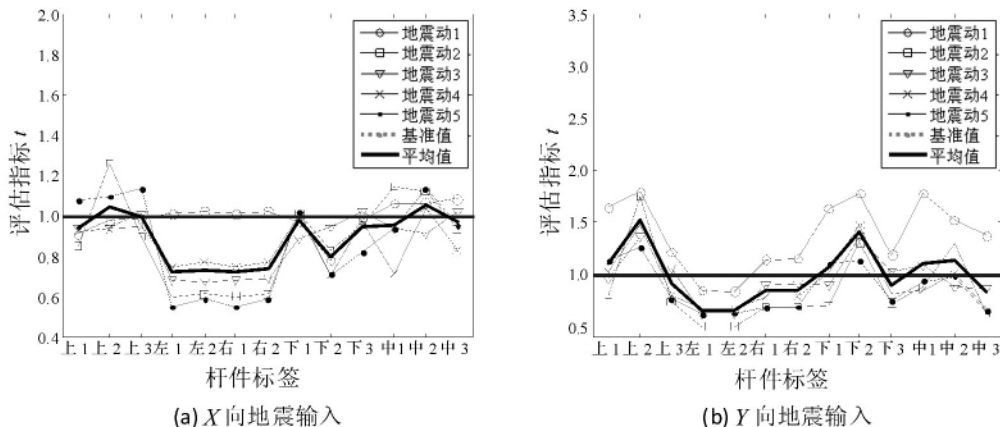 2.0
1.8
1.6
1.4
1.2
1.0
0.8
0.6
0.4
评估指标 t
地震动1
地震动2
地震动3
地震动4
地震动5
基准值
平均值
上 1 上 2 上3 左 1 左2 右1 右2 下1 下 2 下3 中1 中 2 中 3
杆件标签
(a) X 向地震输入
3.5
3.0
2.5
2.0
1.5
1.0
0.5
评估指标 t
地震动1
地震动2
地震动3
地震动4
地震动5
基准值
平均值
上 1 上 2 上 3 左 1 左 2 右1 右2 下1 下 2 下 3 中1 中2 中 3
杆件标签
(b) Y 向地震输入